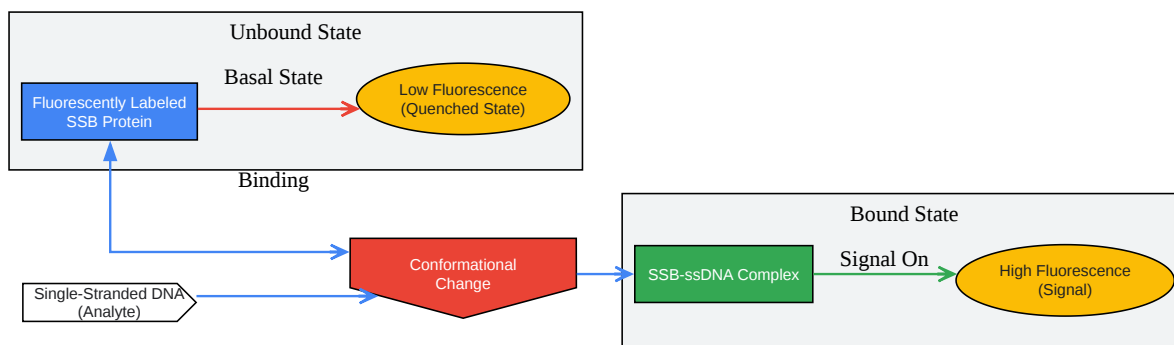 Unbound State
Basal State
Fluorescently Labeled
SSB Protein
Low Fluorescence
(Quenched State)
Binding
Bound State
Conformational
Change
SSB-ssDNA Complex
Signal On
High Fluorescence
(Signal)
Single-Stranded DNA
(Analyte)